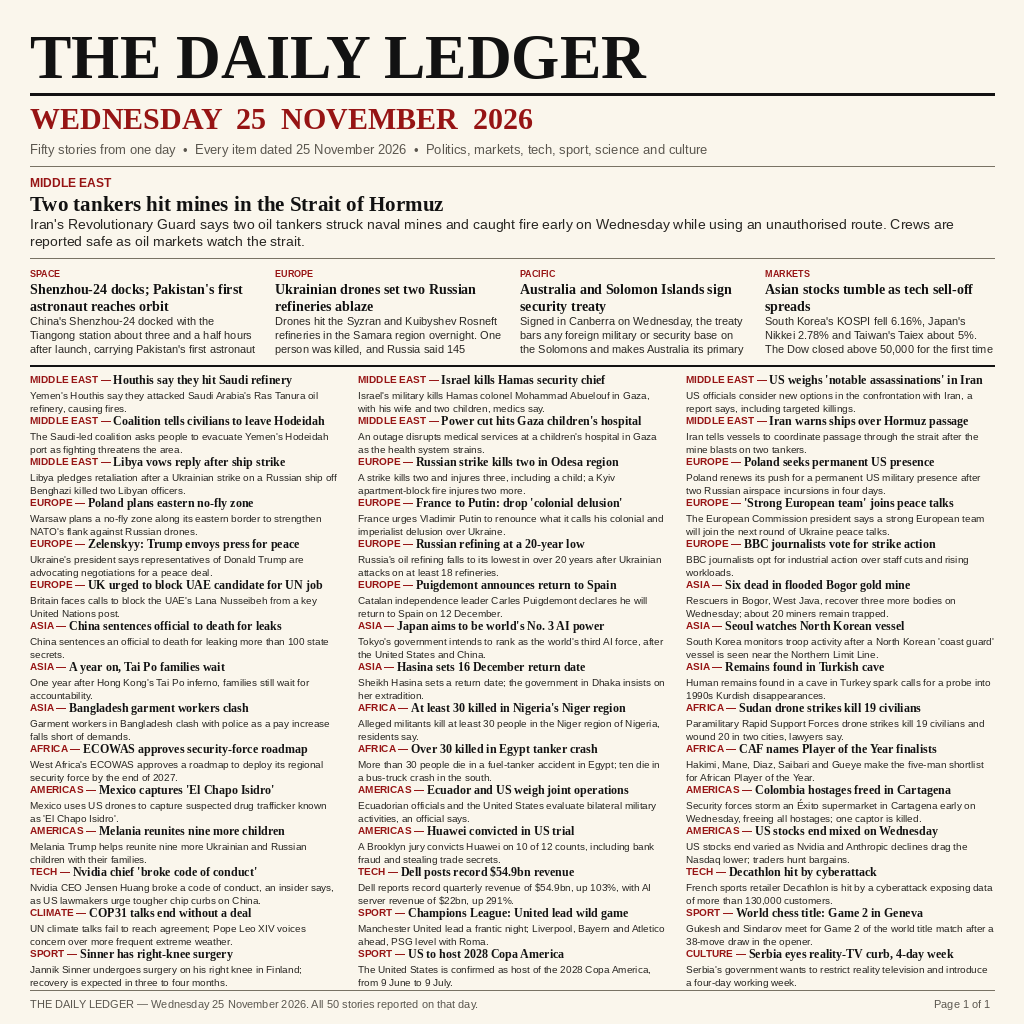 THE DAILY LEDGER
WEDNESDAY 25 NOVEMBER 2026
Fifty stories from one day • Every item dated 25 November 2026 • Politics, markets, tech, sport, science and culture
MIDDLE EAST
Two tankers hit mines in the Strait of Hormuz
Iran's Revolutionary Guard says two oil tankers struck naval mines and caught fire early on Wednesday while using an unauthorised route. Crews are
reported safe as oil markets watch the strait.
SPACE
Shenzhou-24 docks; Pakistan's first
astronaut reaches orbit
China's Shenzhou-24 docked with the
Tiangong station about three and a half hours
after launch, carrying Pakistan's first astronaut
EUROPE
Ukrainian drones set two Russian
refineries ablaze
Drones hit the Syzran and Kuibyshev Rosneft
refineries in the Samara region overnight. One
person was killed, and Russia said 145
PACIFIC
Australia and Solomon Islands sign
security treaty
Signed in Canberra on Wednesday, the treaty
bars any foreign military or security base on
the Solomons and makes Australia its primary
MARKETS
Asian stocks tumble as tech sell-off
spreads
South Korea's KOSPI fell 6.16%, Japan's
Nikkei 2.78% and Taiwan's Taiex about 5%.
The Dow closed above 50,000 for the first time
MIDDLE EAST — Houthis say they hit Saudi refinery
Yemen's Houthis say they attacked Saudi Arabia's Ras Tanura oil
refinery, causing fires.
MIDDLE EAST — Coalition tells civilians to leave Hodeidah
The Saudi-led coalition asks people to evacuate Yemen's Hodeidah
port as fighting threatens the area.
MIDDLE EAST — Libya vows reply after ship strike
Libya pledges retaliation after a Ukrainian strike on a Russian ship off
Benghazi killed two Libyan officers.
EUROPE — Poland plans eastern no-fly zone
Warsaw plans a no-fly zone along its eastern border to strengthen
NATO's flank against Russian drones.
EUROPE — Zelenskyy: Trump envoys press for peace
Ukraine's president says representatives of Donald Trump are
advocating negotiations for a peace deal.
EUROPE — UK urged to block UAE candidate for UN job
Britain faces calls to block the UAE's Lana Nusseibeh from a key
United Nations post.
ASIA — China sentences official to death for leaks
China sentences an official to death for leaking more than 100 state
secrets.
ASIA — A year on, Tai Po families wait
One year after Hong Kong's Tai Po inferno, families still wait for
accountability.
ASIA — Bangladesh garment workers clash
Garment workers in Bangladesh clash with police as a pay increase
falls short of demands.
AFRICA — ECOWAS approves security-force roadmap
West Africa's ECOWAS approves a roadmap to deploy its regional
security force by the end of 2027.
AMERICAS — Mexico captures 'El Chapo Isidro'
Mexico uses US drones to capture suspected drug trafficker known
as 'El Chapo Isidro'.
AMERICAS — Melania reunites nine more children
Melania Trump helps reunite nine more Ukrainian and Russian
children with their families.
TECH — Nvidia chief 'broke code of conduct'
Nvidia CEO Jensen Huang broke a code of conduct, an insider says,
as US lawmakers urge tougher chip curbs on China.
CLIMATE — COP31 talks end without a deal
UN climate talks fail to reach agreement; Pope Leo XIV voices
concern over more frequent extreme weather.
SPORT — Sinner has right-knee surgery
Jannik Sinner undergoes surgery on his right knee in Finland;
recovery is expected in three to four months.
MIDDLE EAST — Israel kills Hamas security chief
Israel's military kills Hamas colonel Mohammad Abuelouf in Gaza,
with his wife and two children, medics say.
MIDDLE EAST — Power cut hits Gaza children's hospital
An outage disrupts medical services at a children's hospital in Gaza
as the health system strains.
EUROPE — Russian strike kills two in Odesa region
A strike kills two and injures three, including a child; a Kyiv
apartment-block fire injures two more.
EUROPE — France to Putin: drop 'colonial delusion'
France urges Vladimir Putin to renounce what it calls his colonial and
imperialist delusion over Ukraine.
EUROPE — Russian refining at a 20-year low
Russia's oil refining falls to its lowest in over 20 years after Ukrainian
attacks on at least 18 refineries.
EUROPE — Puigdemont announces return to Spain
Catalan independence leader Carles Puigdemont declares he will
return to Spain on 12 December.
ASIA — Japan aims to be world's No. 3 AI power
Tokyo's government intends to rank as the world's third AI force, after
the United States and China.
ASIA — Hasina sets 16 December return date
Sheikh Hasina sets a return date; the government in Dhaka insists on
her extradition.
AFRICA — At least 30 killed in Nigeria's Niger region
Alleged militants kill at least 30 people in the Niger region of Nigeria,
residents say.
AFRICA — Over 30 killed in Egypt tanker crash
More than 30 people die in a fuel-tanker accident in Egypt; ten die in
a bus-truck crash in the south.
AMERICAS — Ecuador and US weigh joint operations
Ecuadorian officials and the United States evaluate bilateral military
activities, an official says.
AMERICAS — Huawei convicted in US trial
A Brooklyn jury convicts Huawei on 10 of 12 counts, including bank
fraud and stealing trade secrets.
TECH — Dell posts record $54.9bn revenue
Dell reports record quarterly revenue of $54.9bn, up 103%, with AI
server revenue of $22bn, up 291%.
SPORT — Champions League: United lead wild game
Manchester United lead a frantic night; Liverpool, Bayern and Atletico
ahead, PSG level with Roma.
SPORT — US to host 2028 Copa America
The United States is confirmed as host of the 2028 Copa America,
from 9 June to 9 July.
MIDDLE EAST — US weighs 'notable assassinations' in Iran
US officials consider new options in the confrontation with Iran, a
report says, including targeted killings.
MIDDLE EAST — Iran warns ships over Hormuz passage
Iran tells vessels to coordinate passage through the strait after the
mine blasts on two tankers.
EUROPE — Poland seeks permanent US presence
Poland renews its push for a permanent US military presence after
two Russian airspace incursions in four days.
EUROPE — 'Strong European team' joins peace talks
The European Commission president says a strong European team
will join the next round of Ukraine peace talks.
EUROPE — BBC journalists vote for strike action
BBC journalists opt for industrial action over staff cuts and rising
workloads.
ASIA — Six dead in flooded Bogor gold mine
Rescuers in Bogor, West Java, recover three more bodies on
Wednesday; about 20 miners remain trapped.
ASIA — Seoul watches North Korean vessel
South Korea monitors troop activity after a North Korean 'coast guard'
vessel is seen near the Northern Limit Line.
ASIA — Remains found in Turkish cave
Human remains found in a cave in Turkey spark calls for a probe into
1990s Kurdish disappearances.
AFRICA — Sudan drone strikes kill 19 civilians
Paramilitary Rapid Support Forces drone strikes kill 19 civilians and
wound 20 in two cities, lawyers say.
AFRICA — CAF names Player of the Year finalists
Hakimi, Mane, Diaz, Saibari and Gueye make the five-man shortlist
for African Player of the Year.
AMERICAS — Colombia hostages freed in Cartagena
Security forces storm an Éxito supermarket in Cartagena early on
Wednesday, freeing all hostages; one captor is killed.
AMERICAS — US stocks end mixed on Wednesday
US stocks end varied as Nvidia and Anthropic declines drag the
Nasdaq lower; traders hunt bargains.
TECH — Decathlon hit by cyberattack
French sports retailer Decathlon is hit by a cyberattack exposing data
of more than 130,000 customers.
SPORT — World chess title: Game 2 in Geneva
Gukesh and Sindarov meet for Game 2 of the world title match after a
38-move draw in the opener.
CULTURE — Serbia eyes reality-TV curb, 4-day week
Serbia's government wants to restrict reality television and introduce
a four-day working week.
THE DAILY LEDGER — Wednesday 25 November 2026. All 50 stories reported on that day.
Page 1 of 1